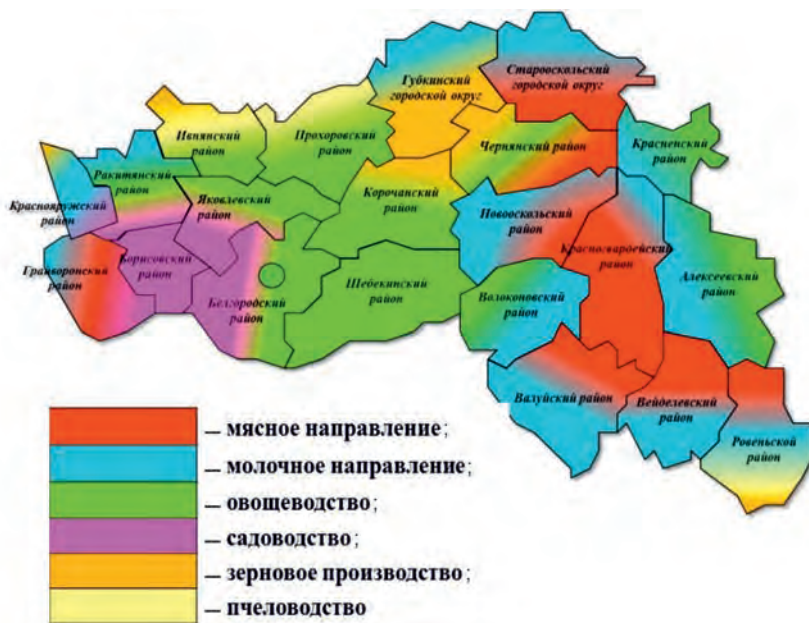 Губкинский
городской округ
Старооскольский
городской округ
Ивнянский
район
Прохоровский
район
Чернянский район
Красненский
район
Ракитянский
район
Краснояружский
район
Яковлевский
район
Корочанский
район
Новооскольский
район
Красногвардейский
район
Грайворонский
район
Борисовский
район
Белгородский
район
Шебекинский
район
Волоконовский
район
Алексеевский
район
Валуйский район
Вейделевский
район
Ровеньской
район
— мясное направление;
— молочное направление;
— овощеводство;
— садоводство;
— зерновое производство;
— пчеловодство